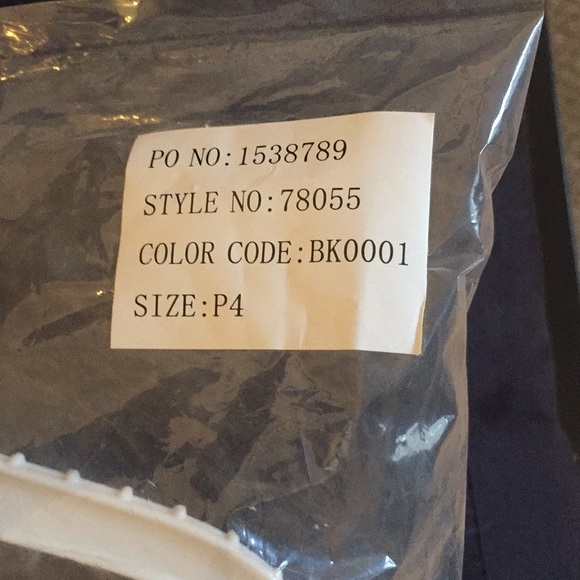 PO NO:1538789
STYLE NO:78055
COLOR CODE:BK0001
SIZE:P4